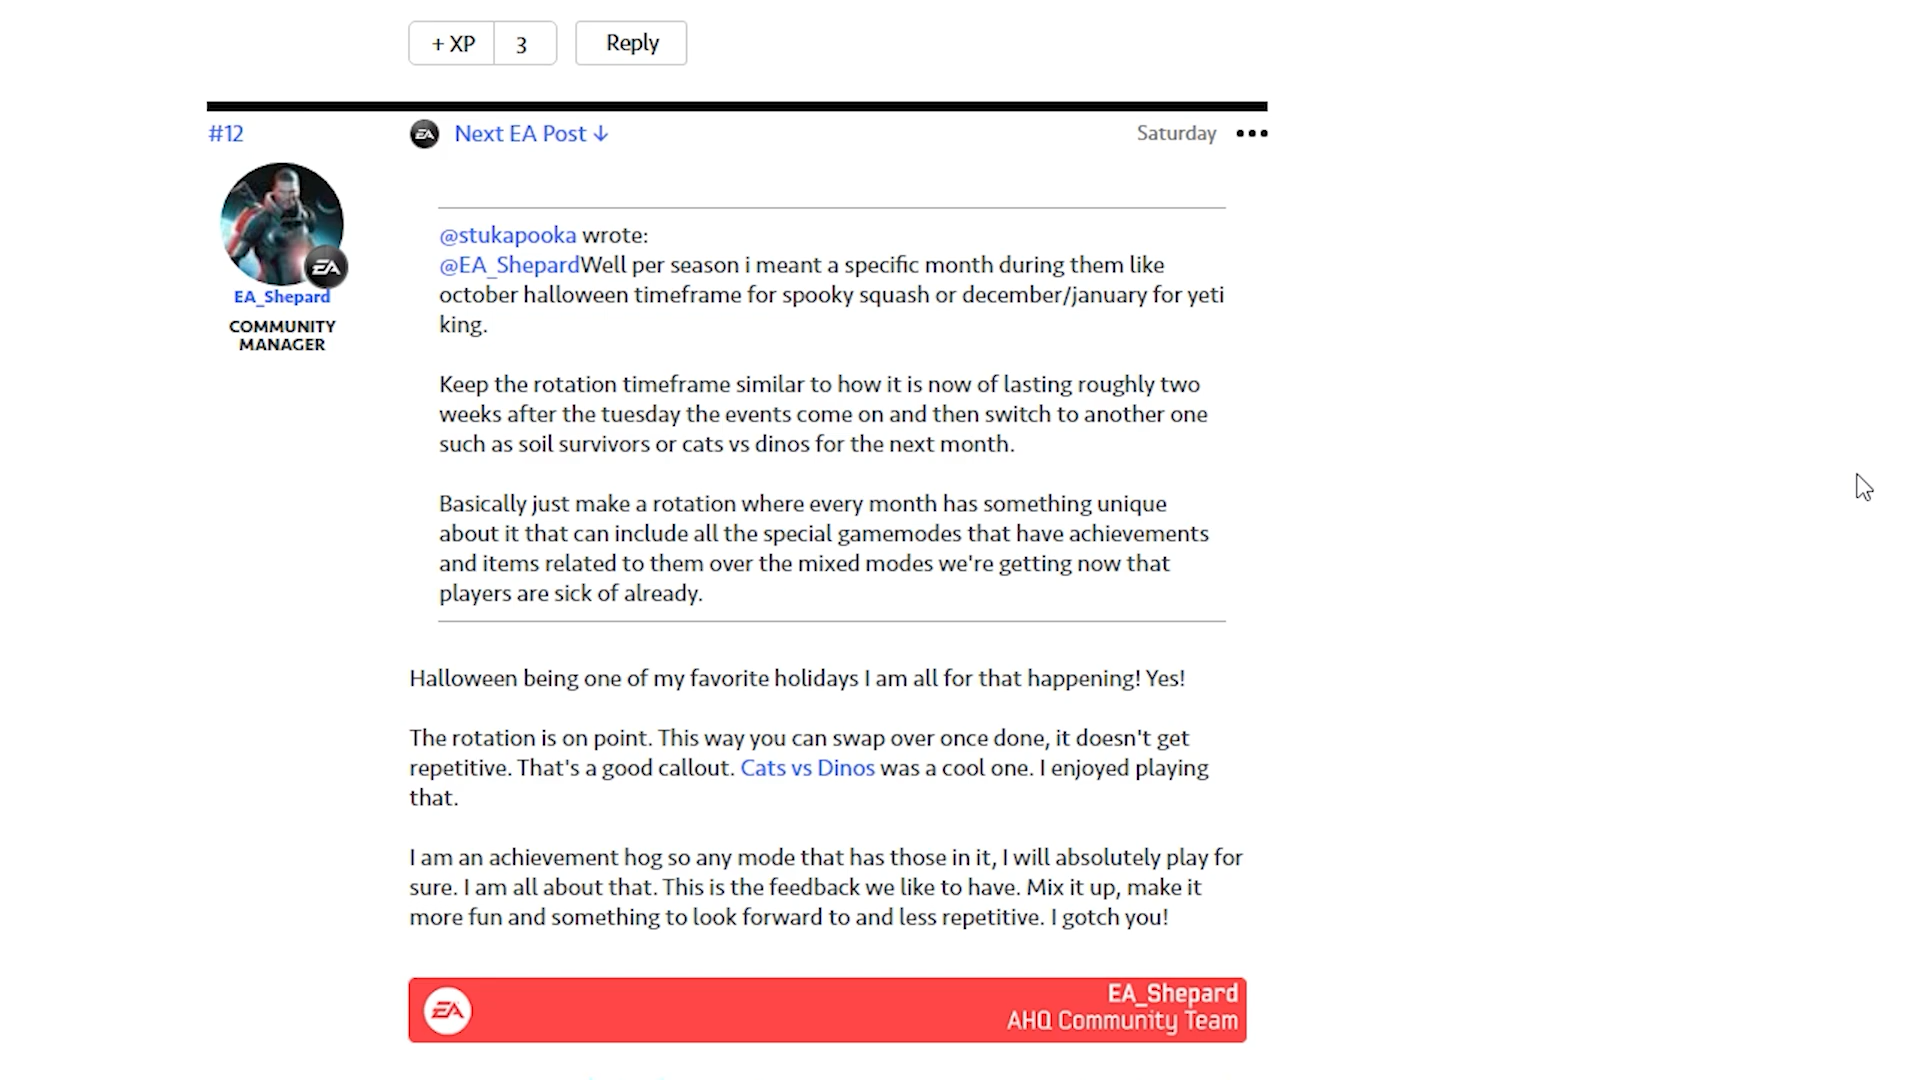 + XP 3 Reply
#12 EA Next EA Post ↓ Saturday •••
EA
EA_Shepard
COMMUNITY
MANAGER
@stukapooka wrote:
@EA_ShepardWell per season i meant a specific month during them like
october halloween timeframe for spooky squash or december/january for yeti
king.
Keep the rotation timeframe similar to how it is now of lasting roughly two
weeks after the tuesday the events come on and then switch to another one
such as soil survivors or cats vs dinos for the next month.
Basically just make a rotation where every month has something unique
about it that can include all the special gamemodes that have achievements
and items related to them over the mixed modes we're getting now that
players are sick of already.
Halloween being one of my favorite holidays I am all for that happening! Yes!
The rotation is on point. This way you can swap over once done, it doesn't get
repetitive. That's a good callout. Cats vs Dinos was a cool one. I enjoyed playing
that.
I am an achievement hog so any mode that has those in it, I will absolutely play for
sure. I am all about that. This is the feedback we like to have. Mix it up, make it
more fun and something to look forward to and less repetitive. I gotch you!
EA
EA_Shepard
AHQ Community Team